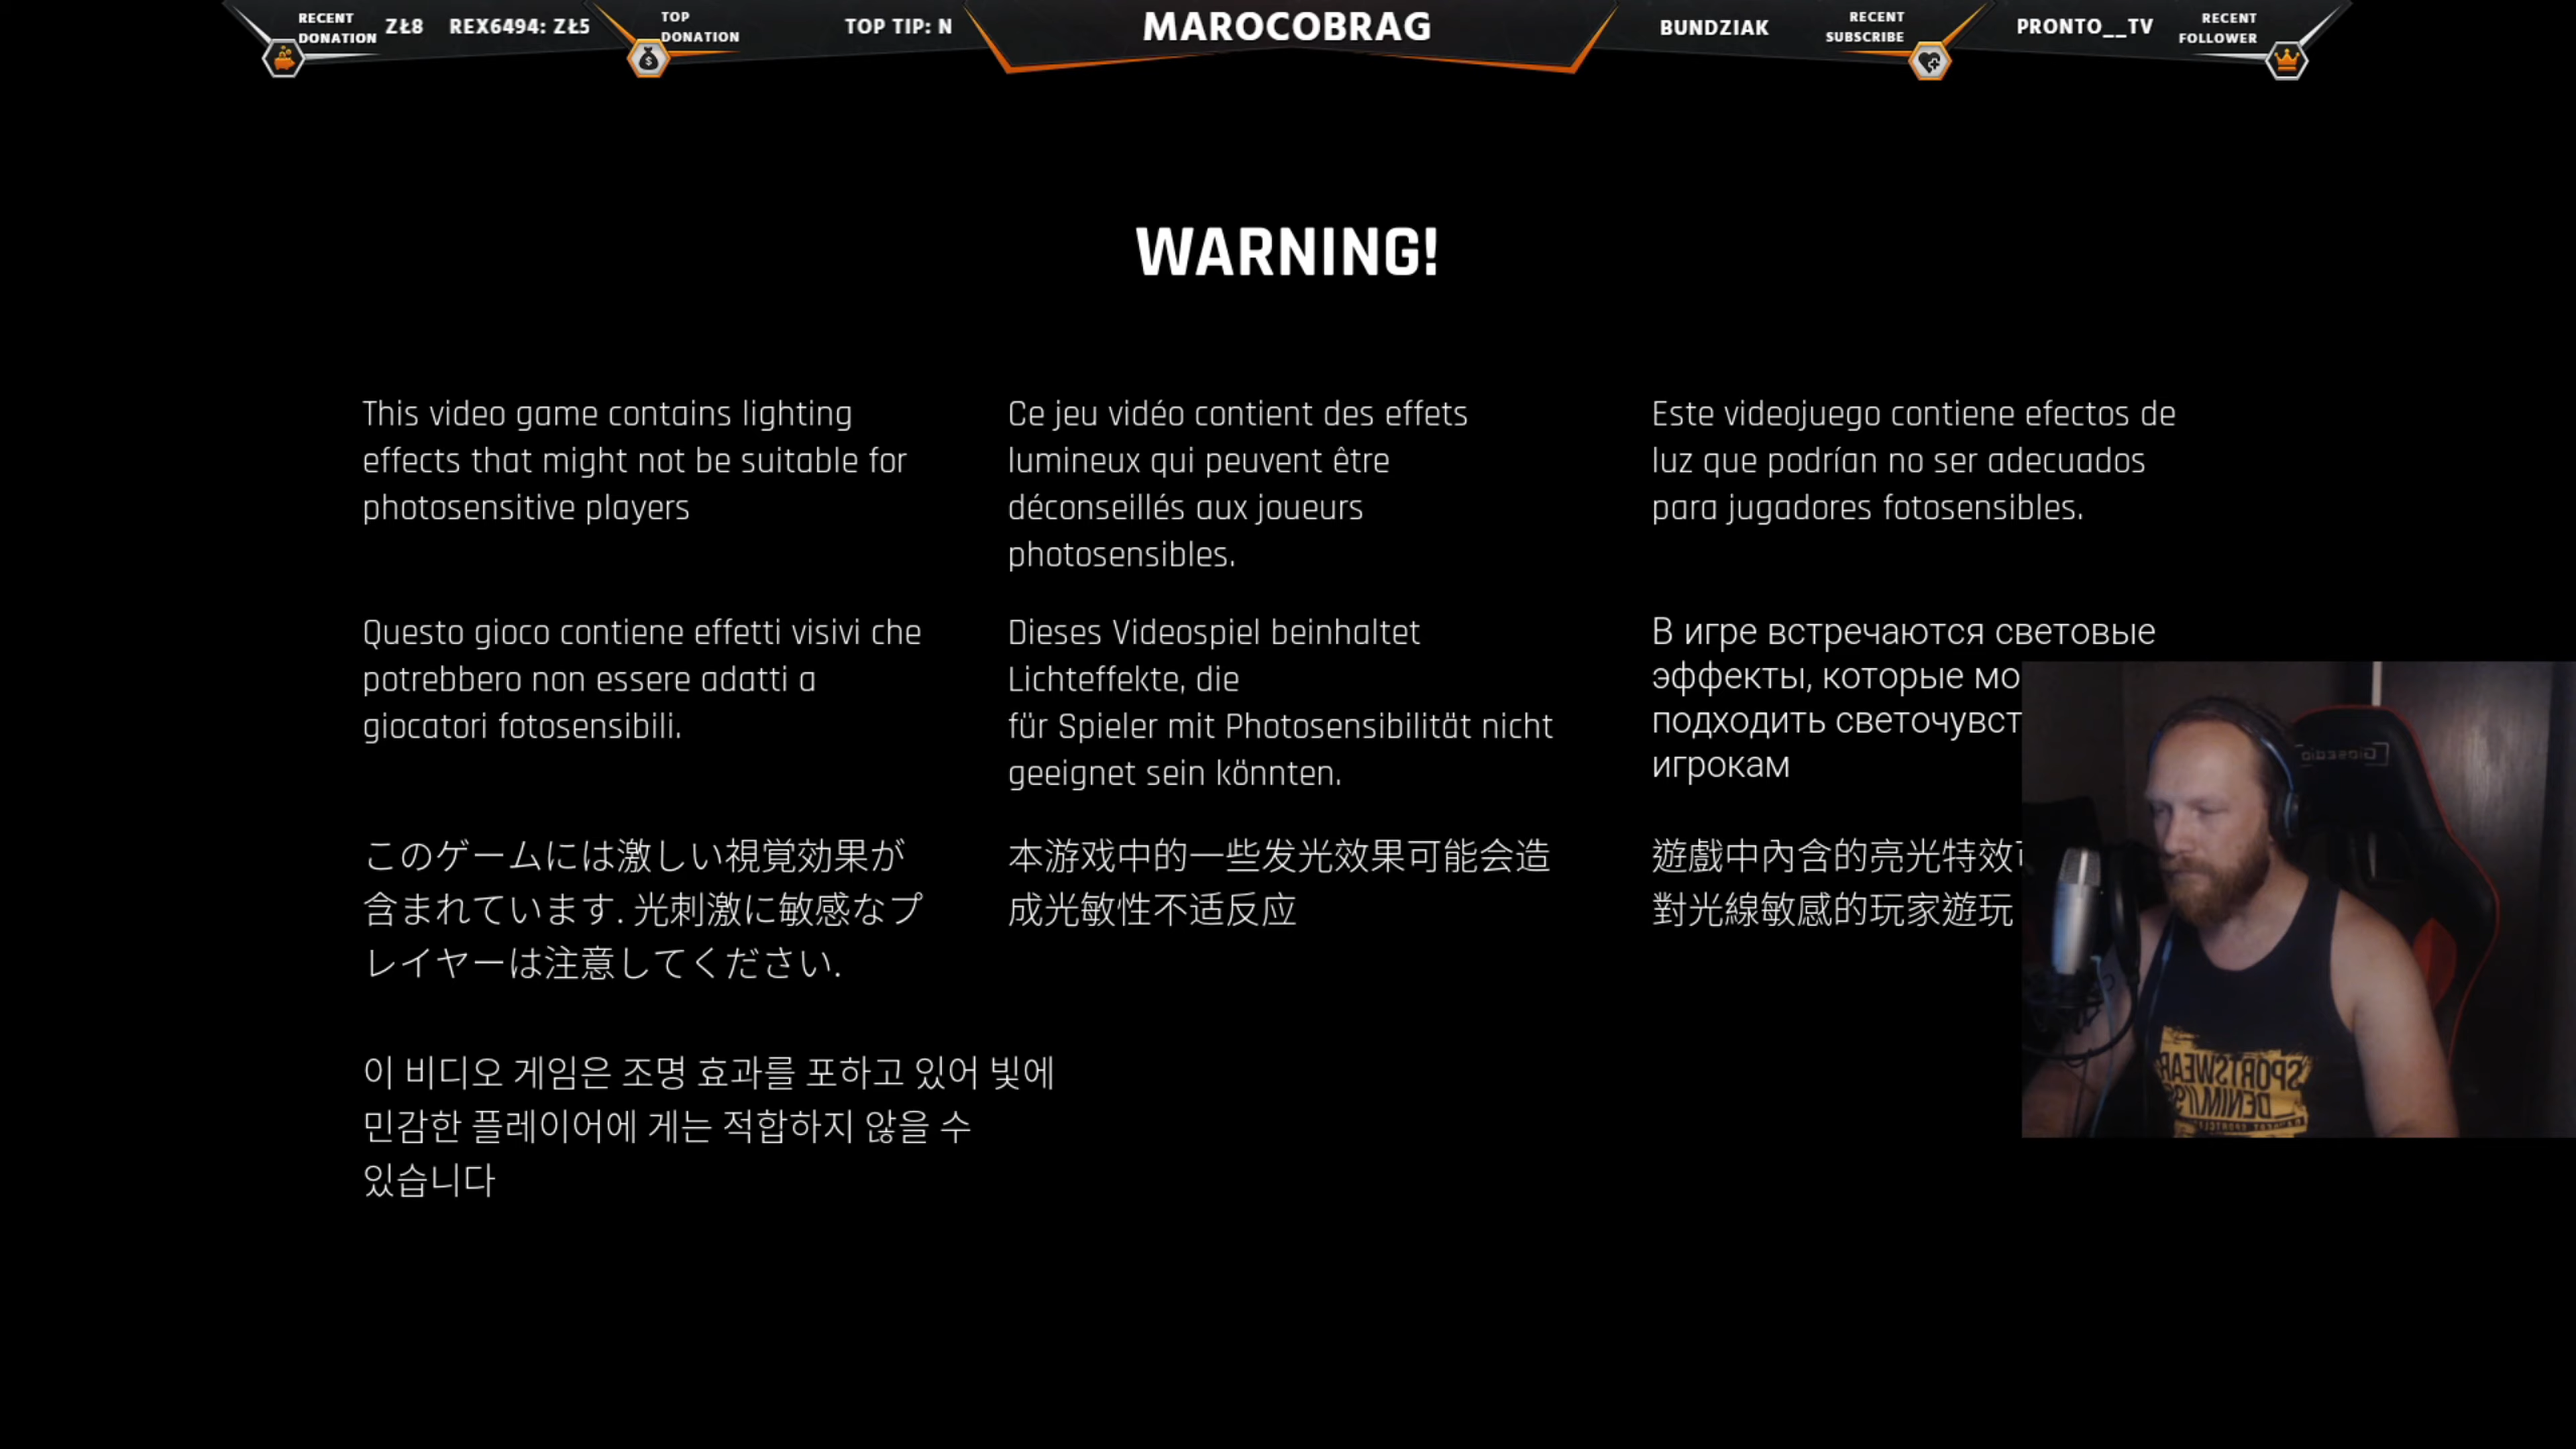 RECENT
DONATION
ZŁ8 REX6494: ZŁ5
TOP
DONATION
TOP TIP: N
MAROCOBRAG
BUNDZIAK
RECENT
SUBSCRIBE
PRONTO__TV
RECENT
FOLLOWER
WARNING!
This video game contains lighting
effects that might not be suitable for
photosensitive players
Ce jeu vidéo contient des effets
lumineux qui peuvent être
déconseillés aux joueurs
photosensibles.
Este videojuego contiene efectos de
luz que podrían no ser adecuados
para jugadores fotosensibles.
Questo gioco contiene effetti visivi che
potrebbero non essere adatti a
giocatori fotosensibili.
Dieses Videospiel beinhaltet
Lichteffekte, die
für Spieler mit Photosensibilität nicht
geeignet sein könnten.
В игре встречаются световые
эффекты, которые мо
подходить светочувст
игрокам
このゲームには激しい視覚効果が
含まれています. 光刺激に敏感なプ
レイヤーは注意してください.
本游戏中的一些发光效果可能会造
成光敏性不适反应
遊戲中內含的亮光特效
對光線敏感的玩家遊玩
이 비디오 게임은 조명 효과를 포하고 있어 빛에
민감한 플레이어에 게는 적합하지 않을 수
있습니다
SPORTSWEAR
DENIM